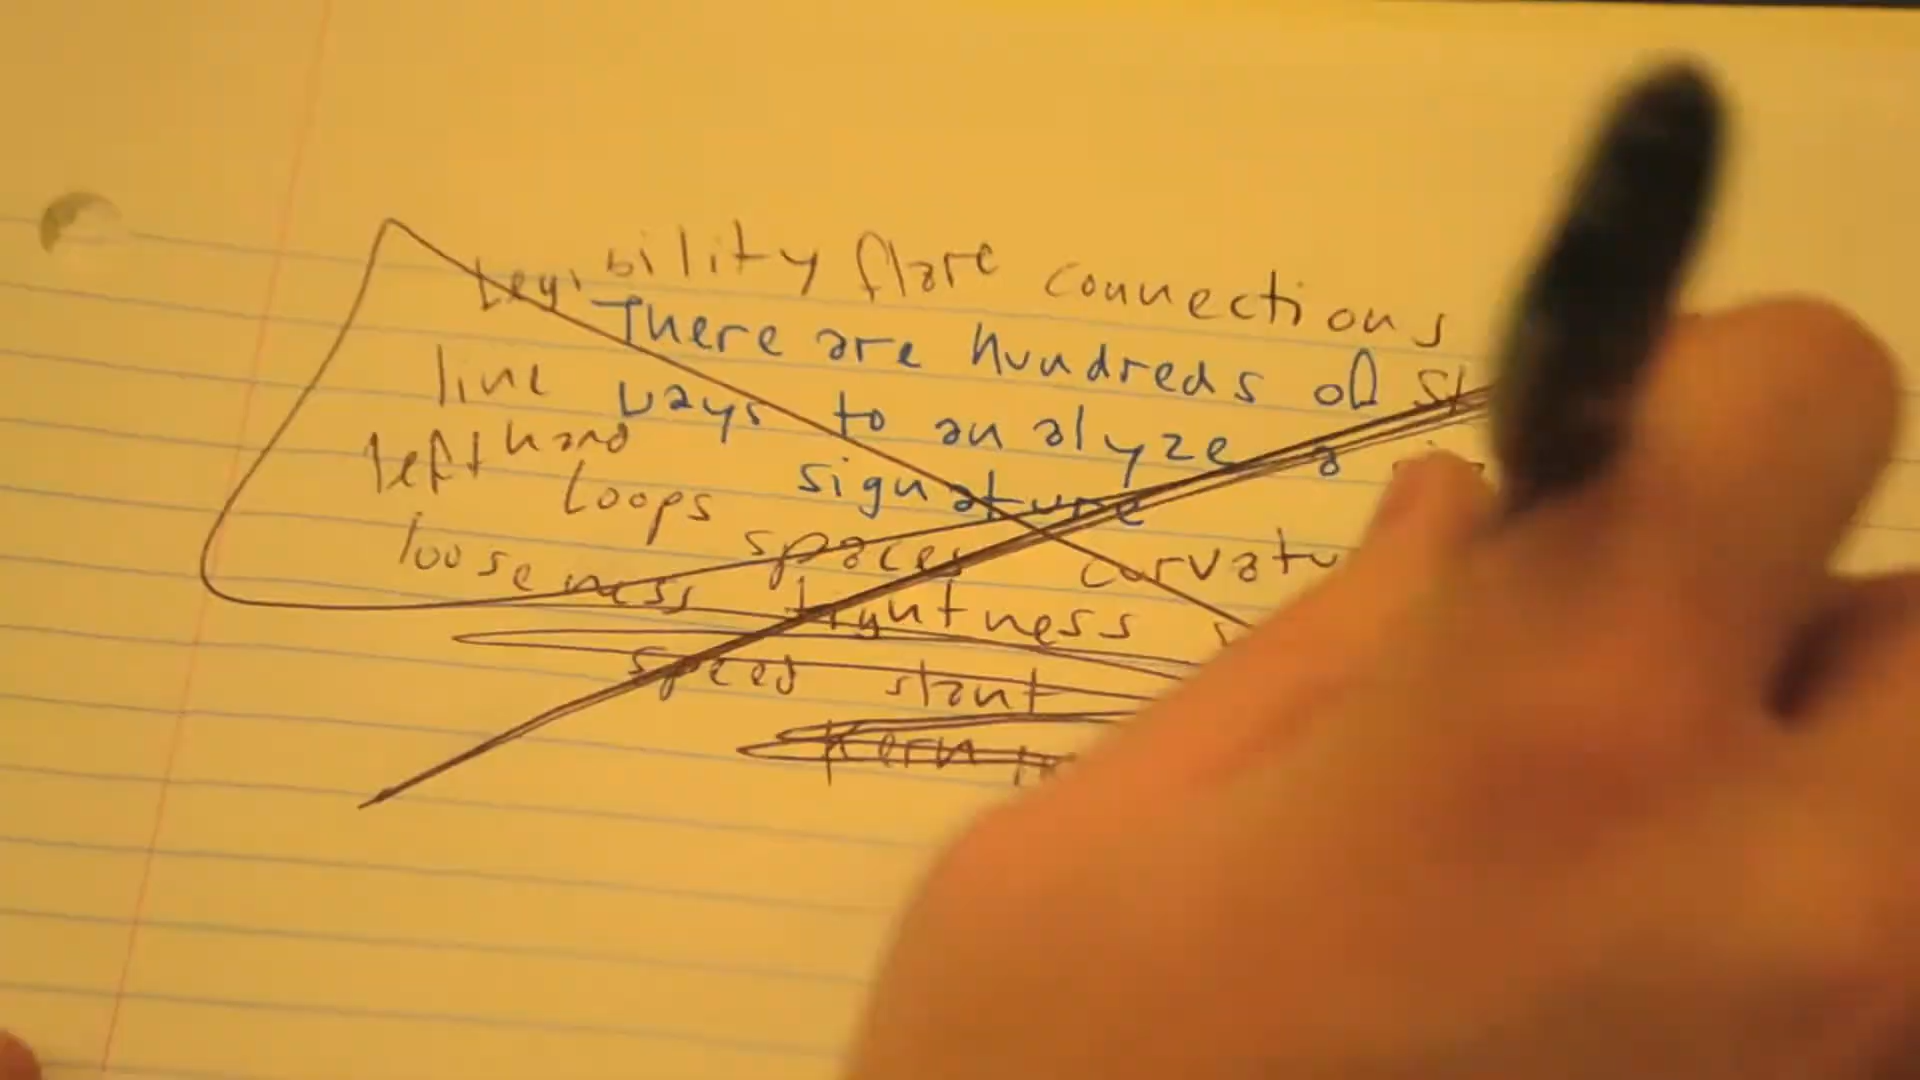 Legibility flare connections
There are hundreds of
line ways to analyze a
left hand signature
loops
spaces
looseness tightness
speed slant